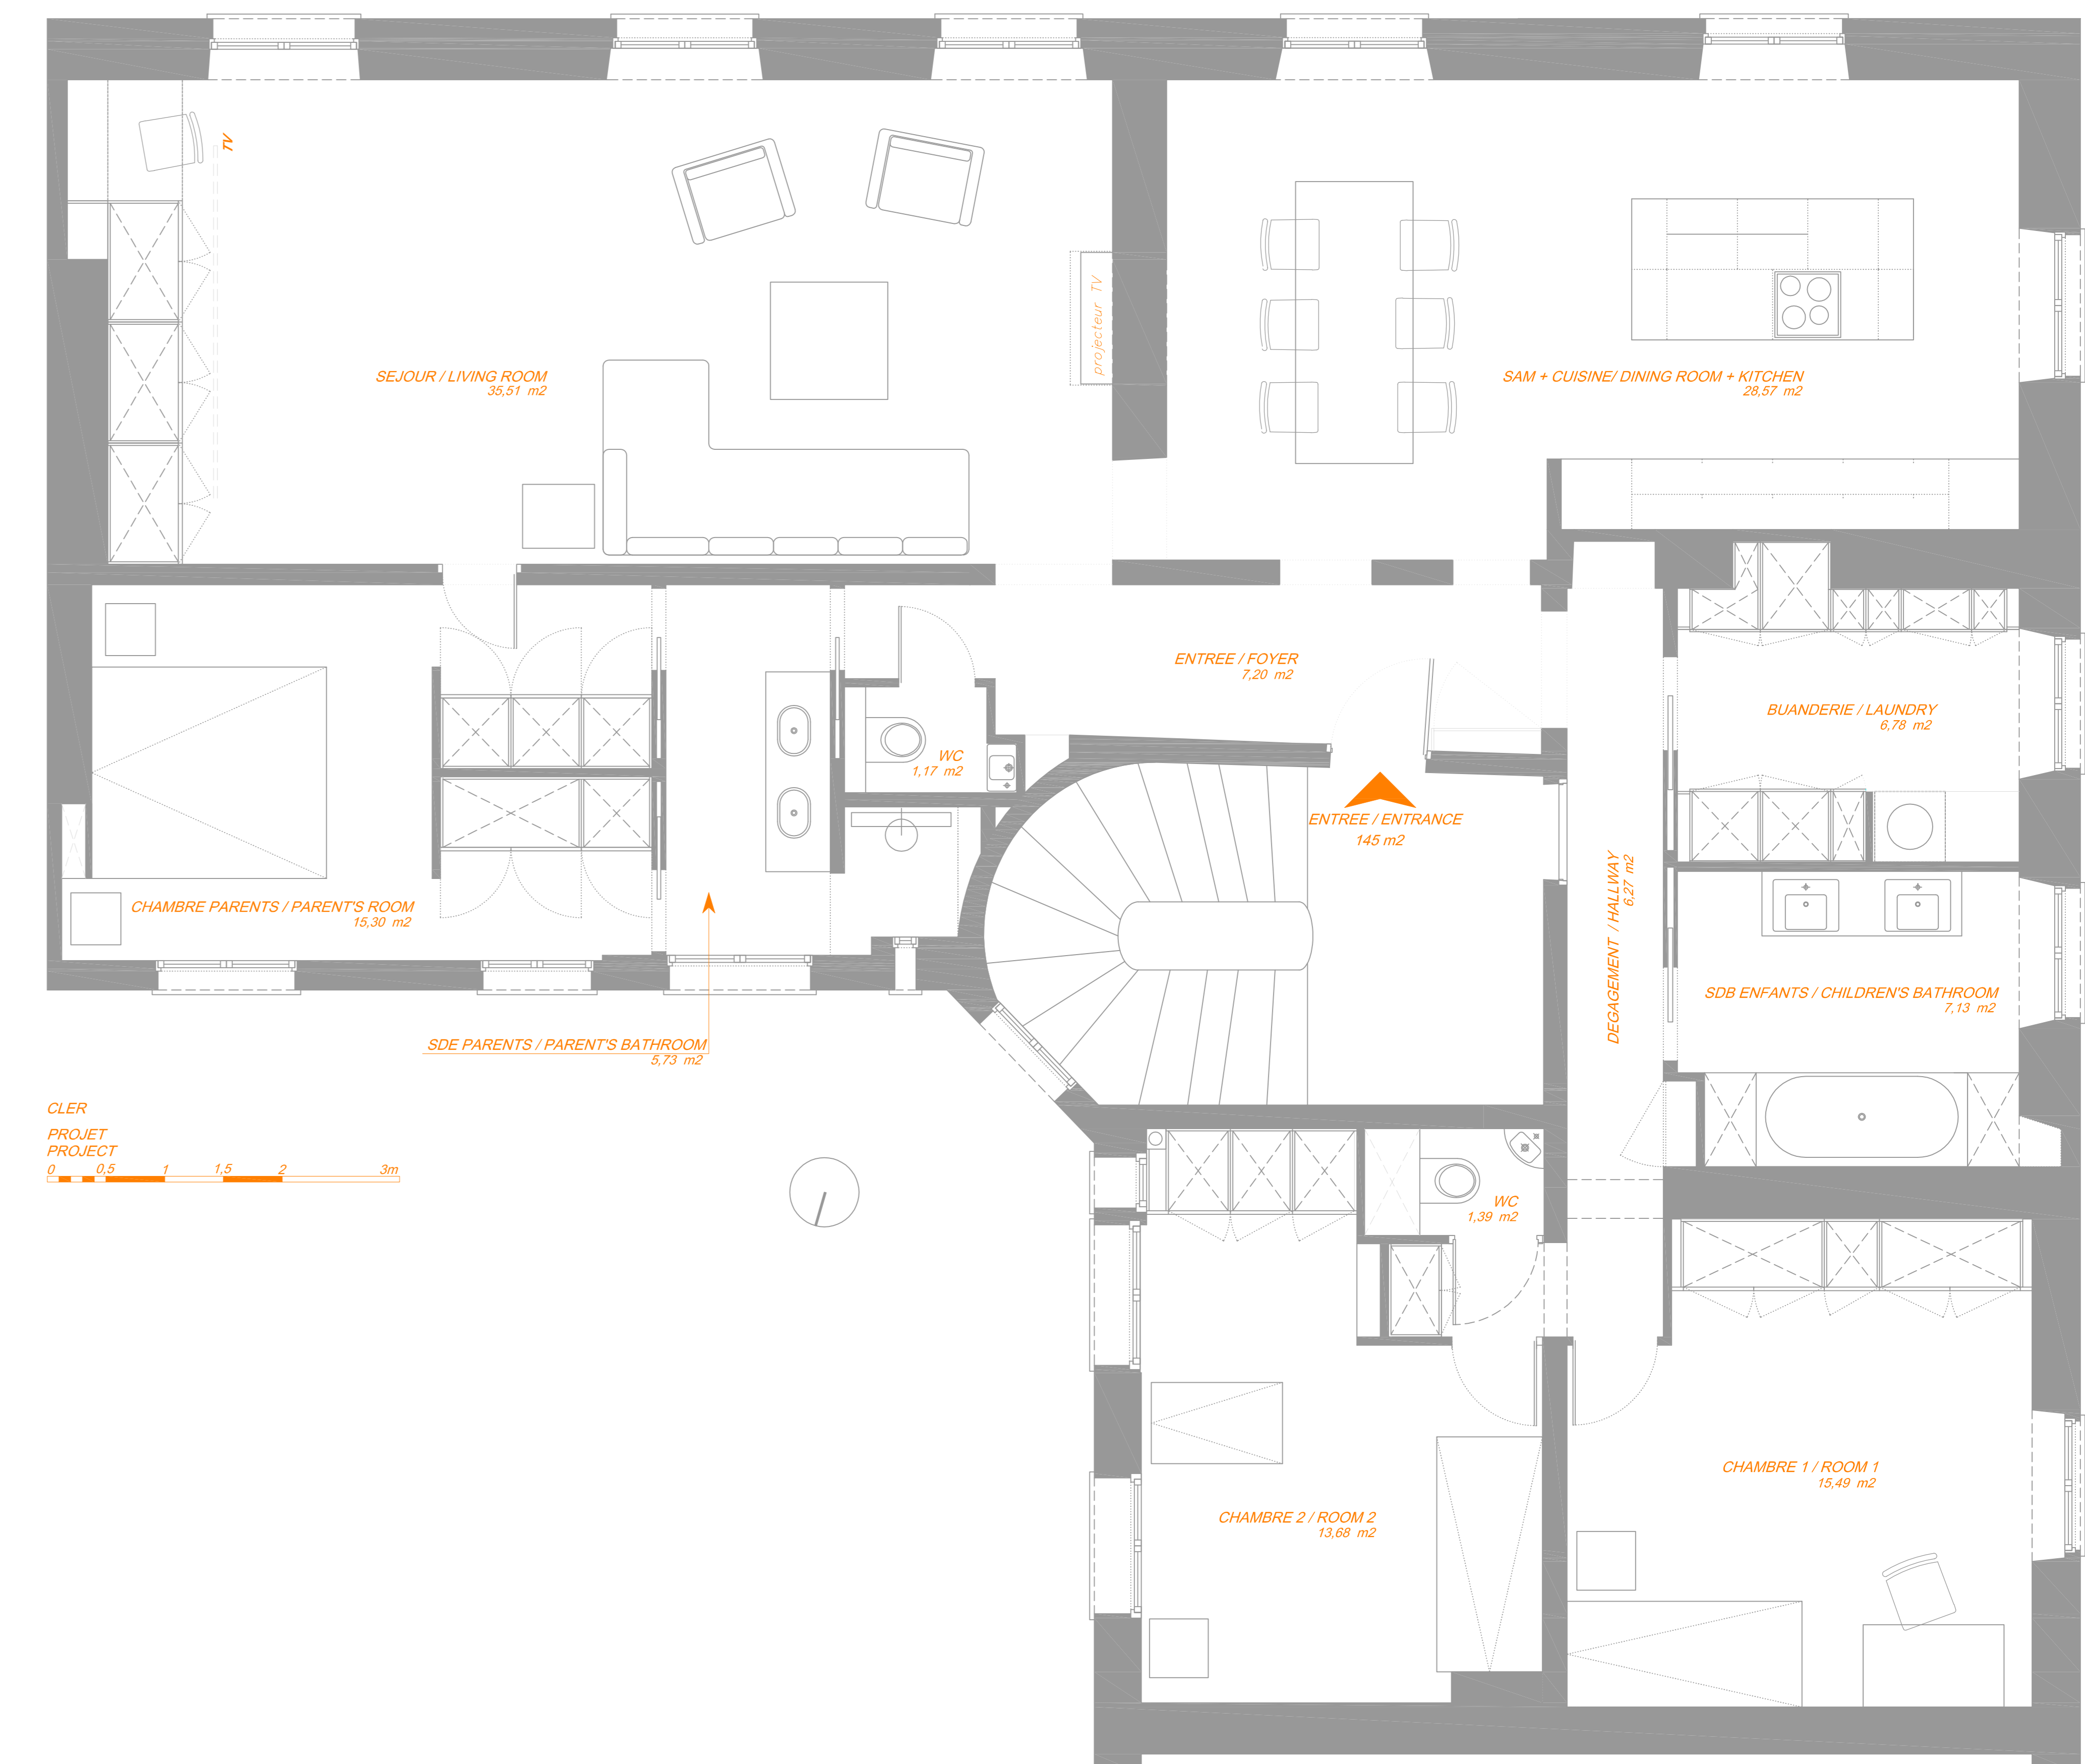 TV
projecteur TV
SEJOUR / LIVING ROOM
35,51 m2
SAM + CUISINE/ DINING ROOM + KITCHEN
28,57 m2
ENTREE / FOYER
7,20 m2
BUANDERIE / LAUNDRY
6,78 m2
WC
1,17 m2
ENTREE / ENTRANCE
145 m2
DEGAGEMENT / HALLWAY
6,27 m2
CHAMBRE PARENTS / PARENT'S ROOM
15,30 m2
SDB ENFANTS / CHILDREN'S BATHROOM
7,13 m2
SDE PARENTS / PARENT'S BATHROOM
5,73 m2
CLER
PROJET
PROJECT
0 0,5 1 1,5 2 3m
WC
1,39 m2
CHAMBRE 1 / ROOM 1
15,49 m2
CHAMBRE 2 / ROOM 2
13,68 m2